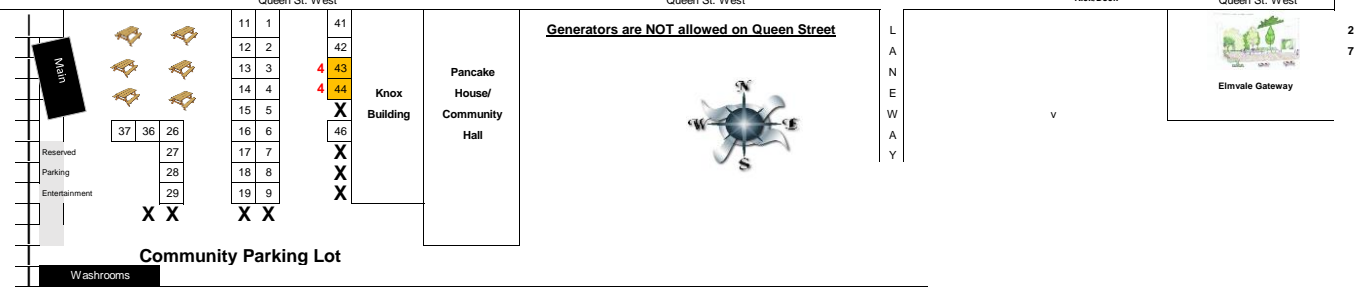 Queen St. West Queen St. West Queen St. West
11 1 41 Generators are NOT allowed on Queen Street L 2
12 2 42 A 7
Main 13 3 4 43 Pancake N
14 4 4 44 Knox House/ E Elmvale Gateway
15 5 X Building Community W v
37 36 26 16 6 46 Hall A
Reserved 27 17 7 X Y
Parking 28 18 8 X
Entertainment 29 19 9 X
X X X X
N
W E
S
Community Parking Lot
Washrooms